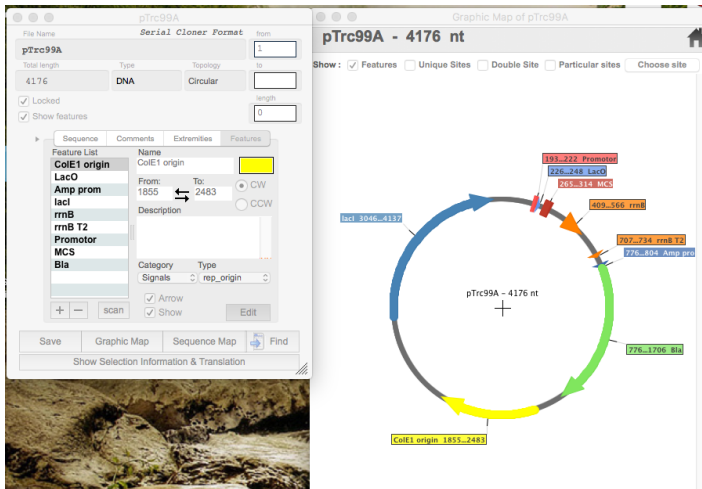 pTrc99A
File Name
Serial Cloner Format
from
pTrc99A
1
Total length
Type
Topology
to
4176
DNA
Circular
Locked
length
Show features
0
Sequence
Comments
Extremities
Features
Feature List
Name
ColE1 origin
ColE1 origin
LacO
Amp prom
lacI
rrnB
rrnB T2
Promotor
MCS
Bla
From:
To:
1855
2483
CW
CCW
Description
Category
Type
Signals
rep_origin
Arrow
Show
+
−
scan
Edit
Save
Graphic Map
Sequence Map
Find
Show Selection Information & Translation
Graphic Map of pTrc99A
pTrc99A - 4176 nt
Show :
Features
Unique Sites
Double Site
Particular sites
Choose site
193...222 Promotor
226...248 LacO
265...314 MCS
409...566 rrnB
lacI 3046...4137
707...734 rrnB T2
776...804 Amp pro
pTrc99A - 4176 nt
776...1706 Bla
ColE1 origin 1855...2483